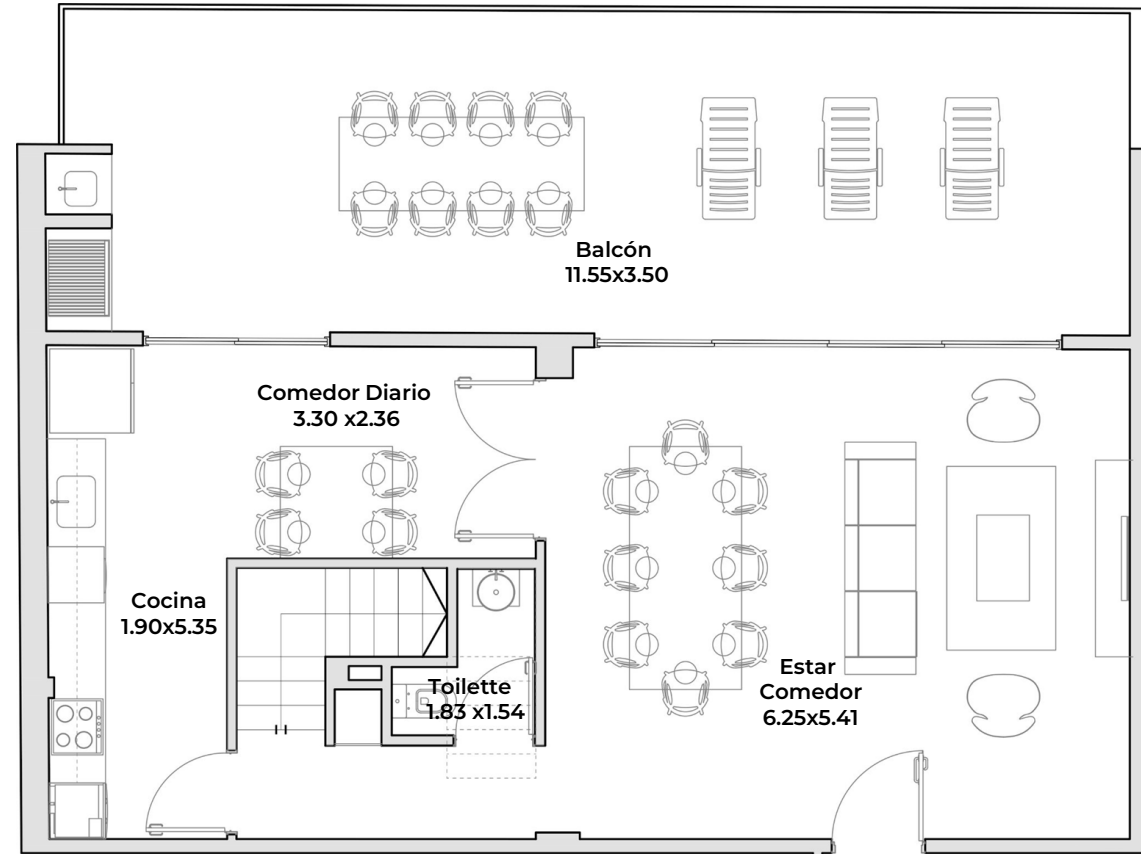 Balcón
11.55x3.50
Comedor Diario
3.30 x2.36
Cocina
1.90x5.35
Toilette
1.83 x1.54
Estar
Comedor
6.25x5.41